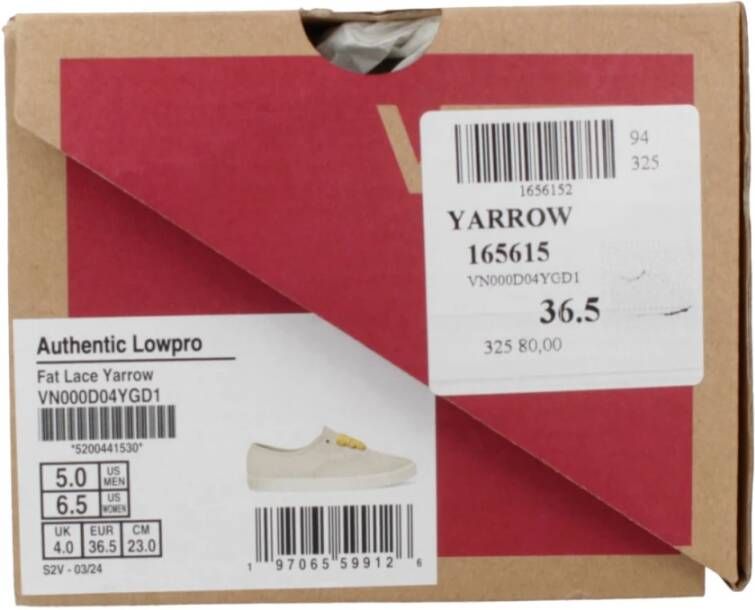 94
325
1656152
YARROW
165615
VN000D04YGD1
36.5
325 80,00
Authentic Lowpro
Fat Lace Yarrow
VN000D04YGD1
*5200441530*
5.0 US MEN
6.5 US WOMEN
UK EUR CM
4.0 36.5 23.0
S2V - 03/24
1 97065 59912 6